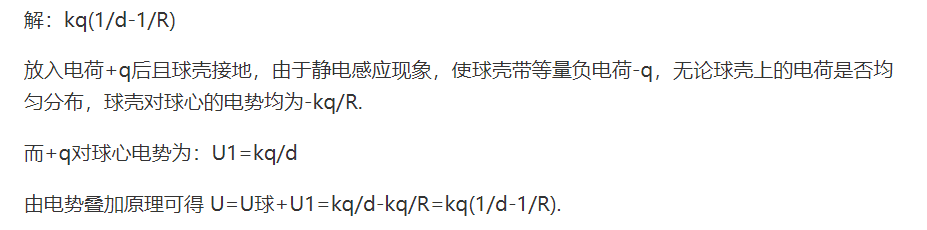 解：kq(1/d-1/R)
放入电荷+q后且球壳接地，由于静电感应现象，使球壳带等量负电荷-q，无论球壳上的电荷是否均
匀分布，球壳对球心的电势均为-kq/R.
而+q对球心电势为：U1=kq/d
由电势叠加原理可得 U=U球+U1=kq/d-kq/R=kq(1/d-1/R).